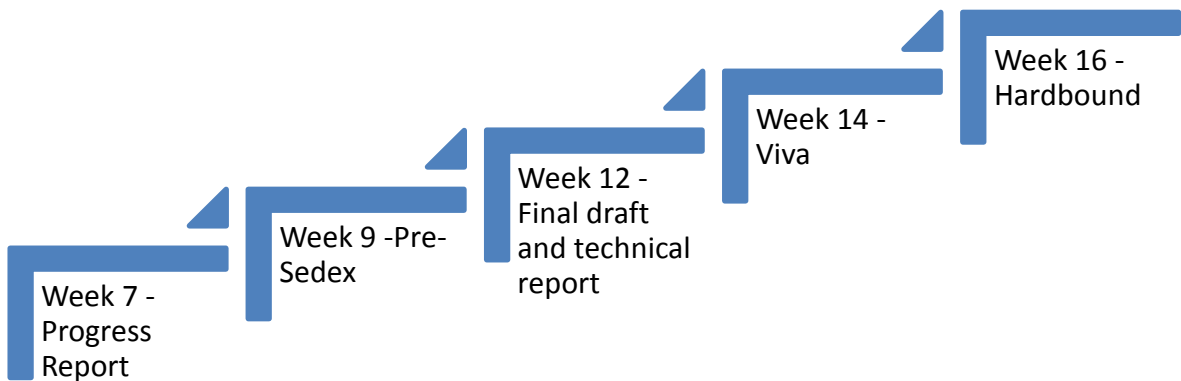 Week 7 -
Progress
Report
Week 9 -Pre-
Sedex
Week 12 -
Final draft
and technical
report
Week 14 -
Viva
Week 16 -
Hardbound